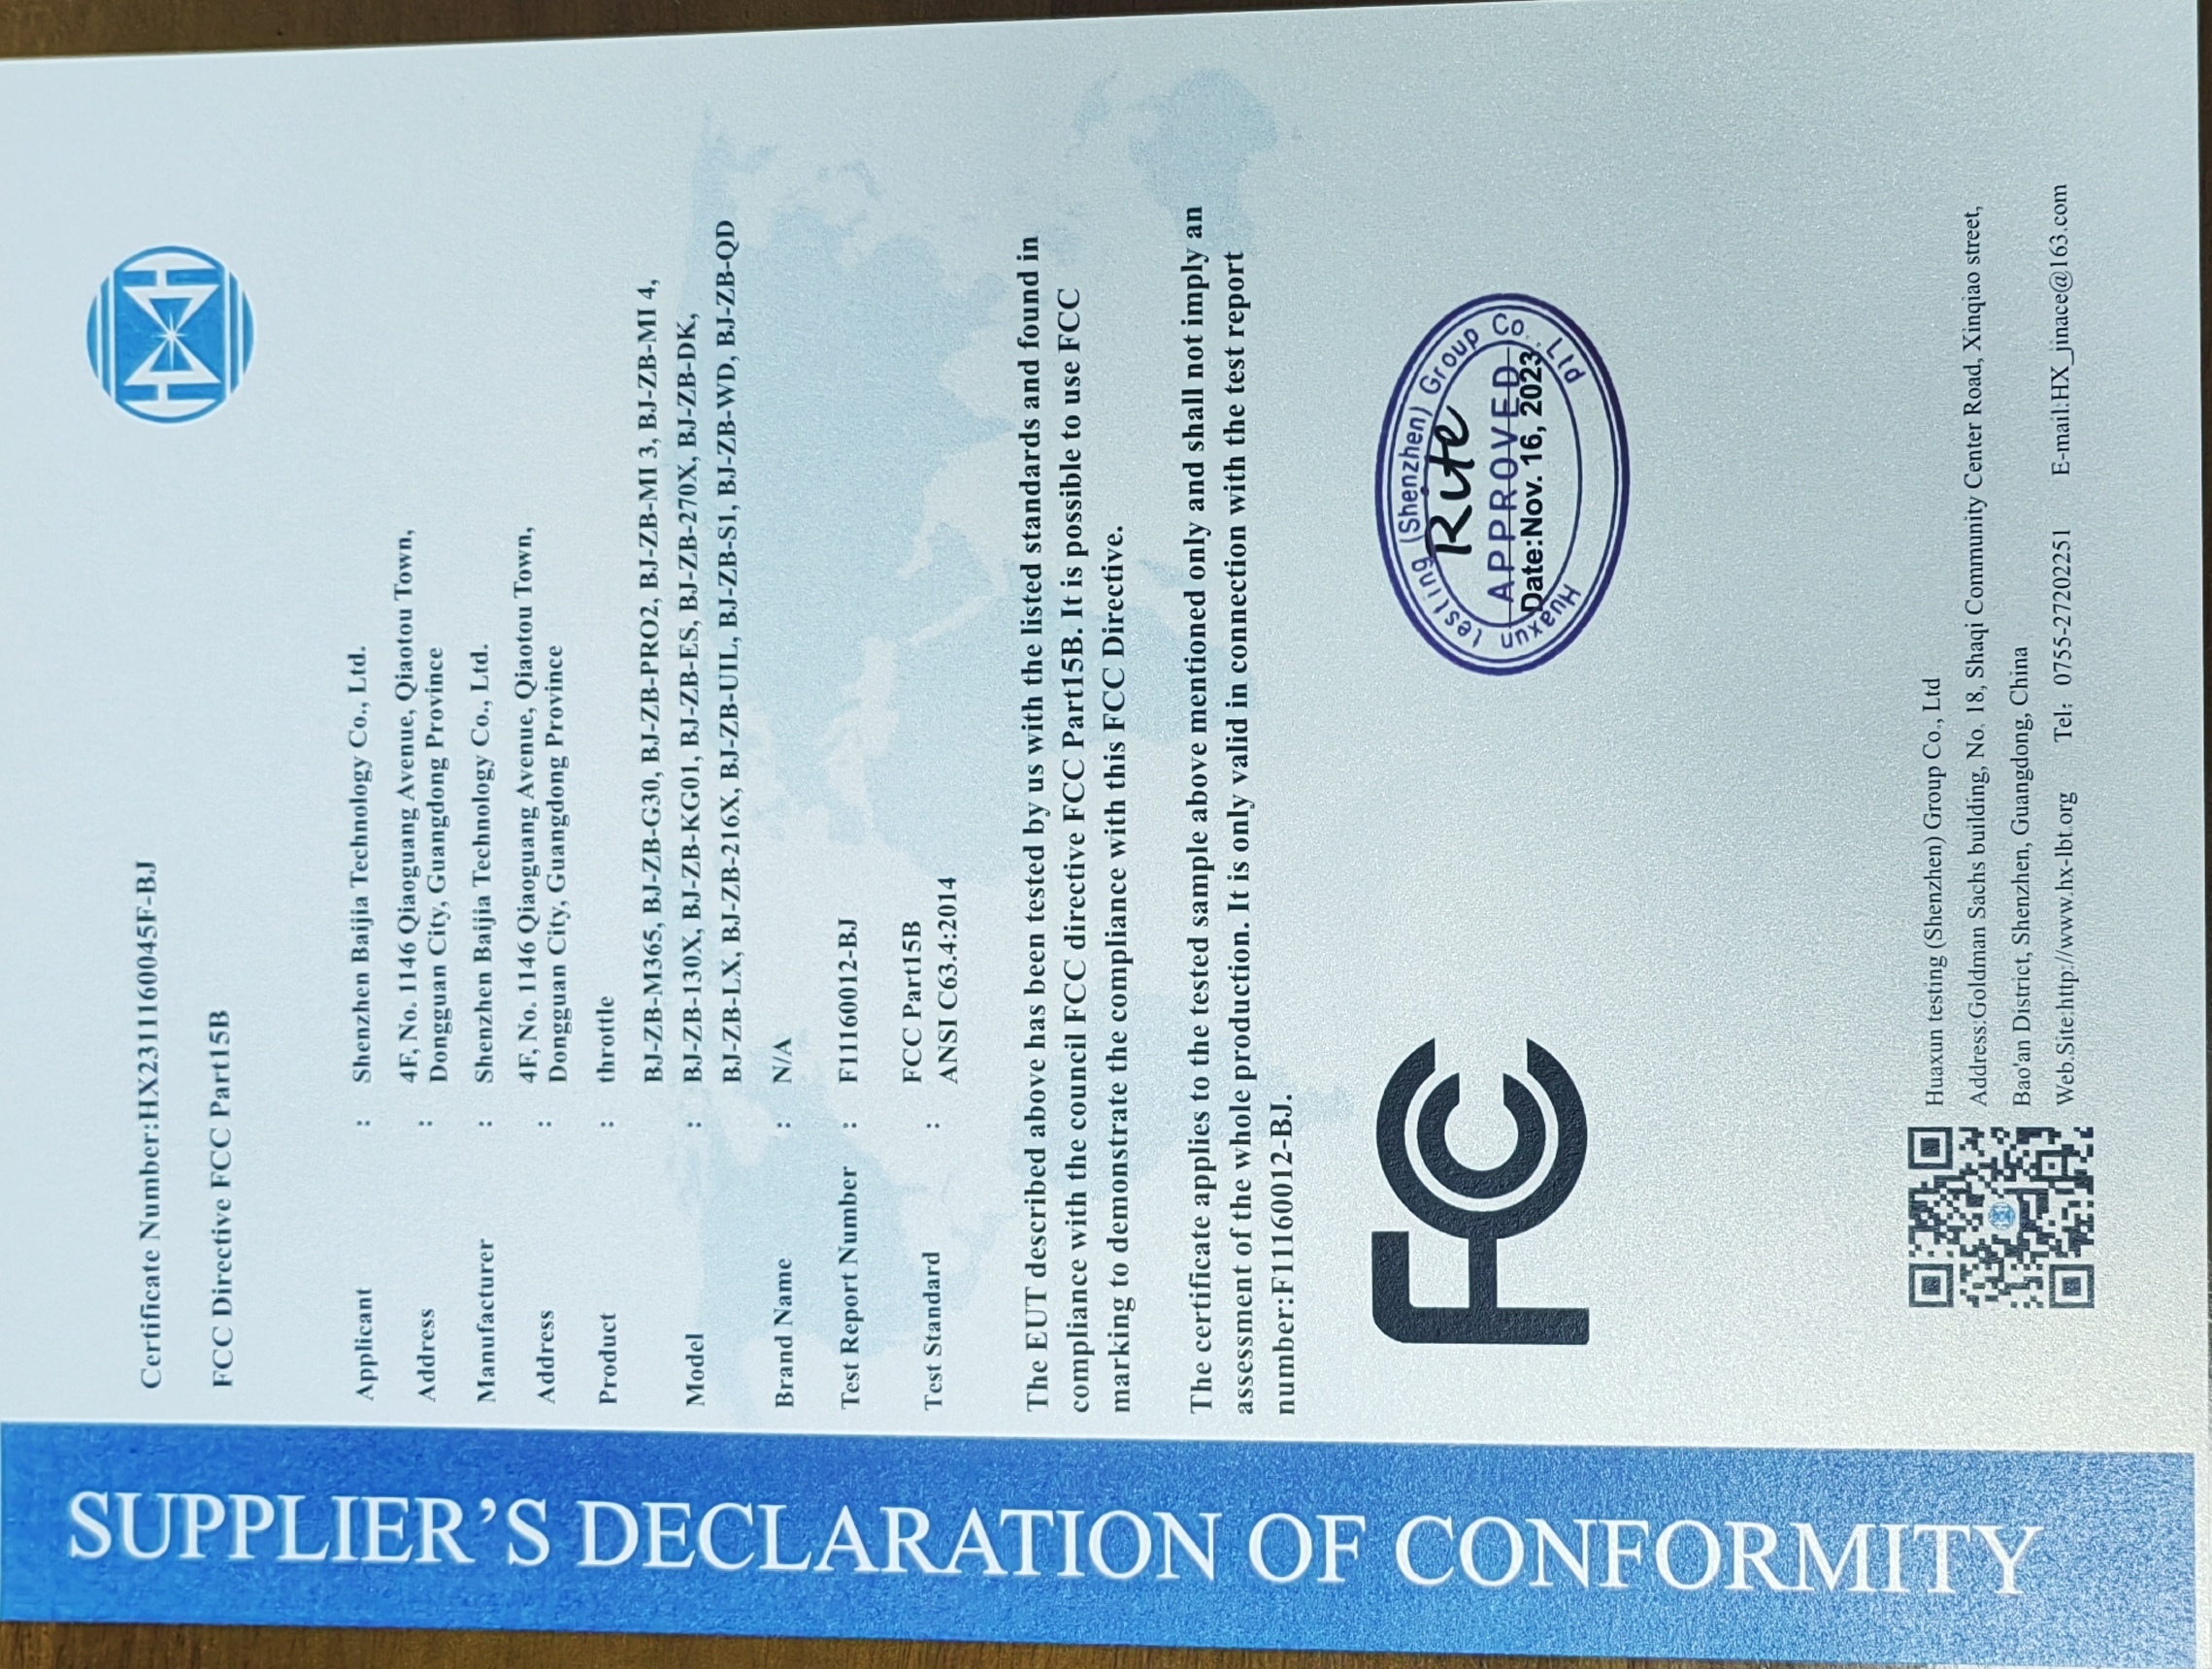 SUPPLIER’S DECLARATION OF CONFORMITY
Certificate Number:HX2311160045F-BJ
FCC Directive FCC Part15B
Applicant : Shenzhen Baijia Technology Co., Ltd.
Address : 4F, No. 1146 Qiaoguang Avenue, Qiaotou Town,
Dongguan City, Guangdong Province
Manufacturer : Shenzhen Baijia Technology Co., Ltd.
Address : 4F, No. 1146 Qiaoguang Avenue, Qiaotou Town,
Dongguan City, Guangdong Province
Product : throttle
Model : BJ-ZB-M365, BJ-ZB-G30, BJ-ZB-PRO2, BJ-ZB-MI 3, BJ-ZB-MI 4,
BJ-ZB-130X, BJ-ZB-KG01, BJ-ZB-ES, BJ-ZB-270X, BJ-ZB-DK,
BJ-ZB-LX, BJ-ZB-216X, BJ-ZB-UIL, BJ-ZB-S1, BJ-ZB-WD, BJ-ZB-QD
Brand Name : N/A
Test Report Number : F111160012-BJ
Test Standard : FCC Part15B
ANSI C63.4:2014
The EUT described above has been tested by us with the listed standards and found in
compliance with the council FCC directive FCC Part15B. It is possible to use FCC
marking to demonstrate the compliance with this FCC Directive.
The certificate applies to the tested sample above mentioned only and shall not imply an
assessment of the whole production. It is only valid in connection with the test report
number:F111160012-BJ.
FC
Huaxun testing (Shenzhen) Group Co., Ltd
Rute
APPROVED
Date:Nov. 16, 2023
Huaxun testing (Shenzhen) Group Co., Ltd
Address:Goldman Sachs building, No. 18, Shaqi Community Center Road, Xinqiao street,
Bao'an District, Shenzhen, Guangdong, China
Web.Site:http://www.hx-lbt.org Tel: 0755-27202251 E-mail:HX_jinace@163.com